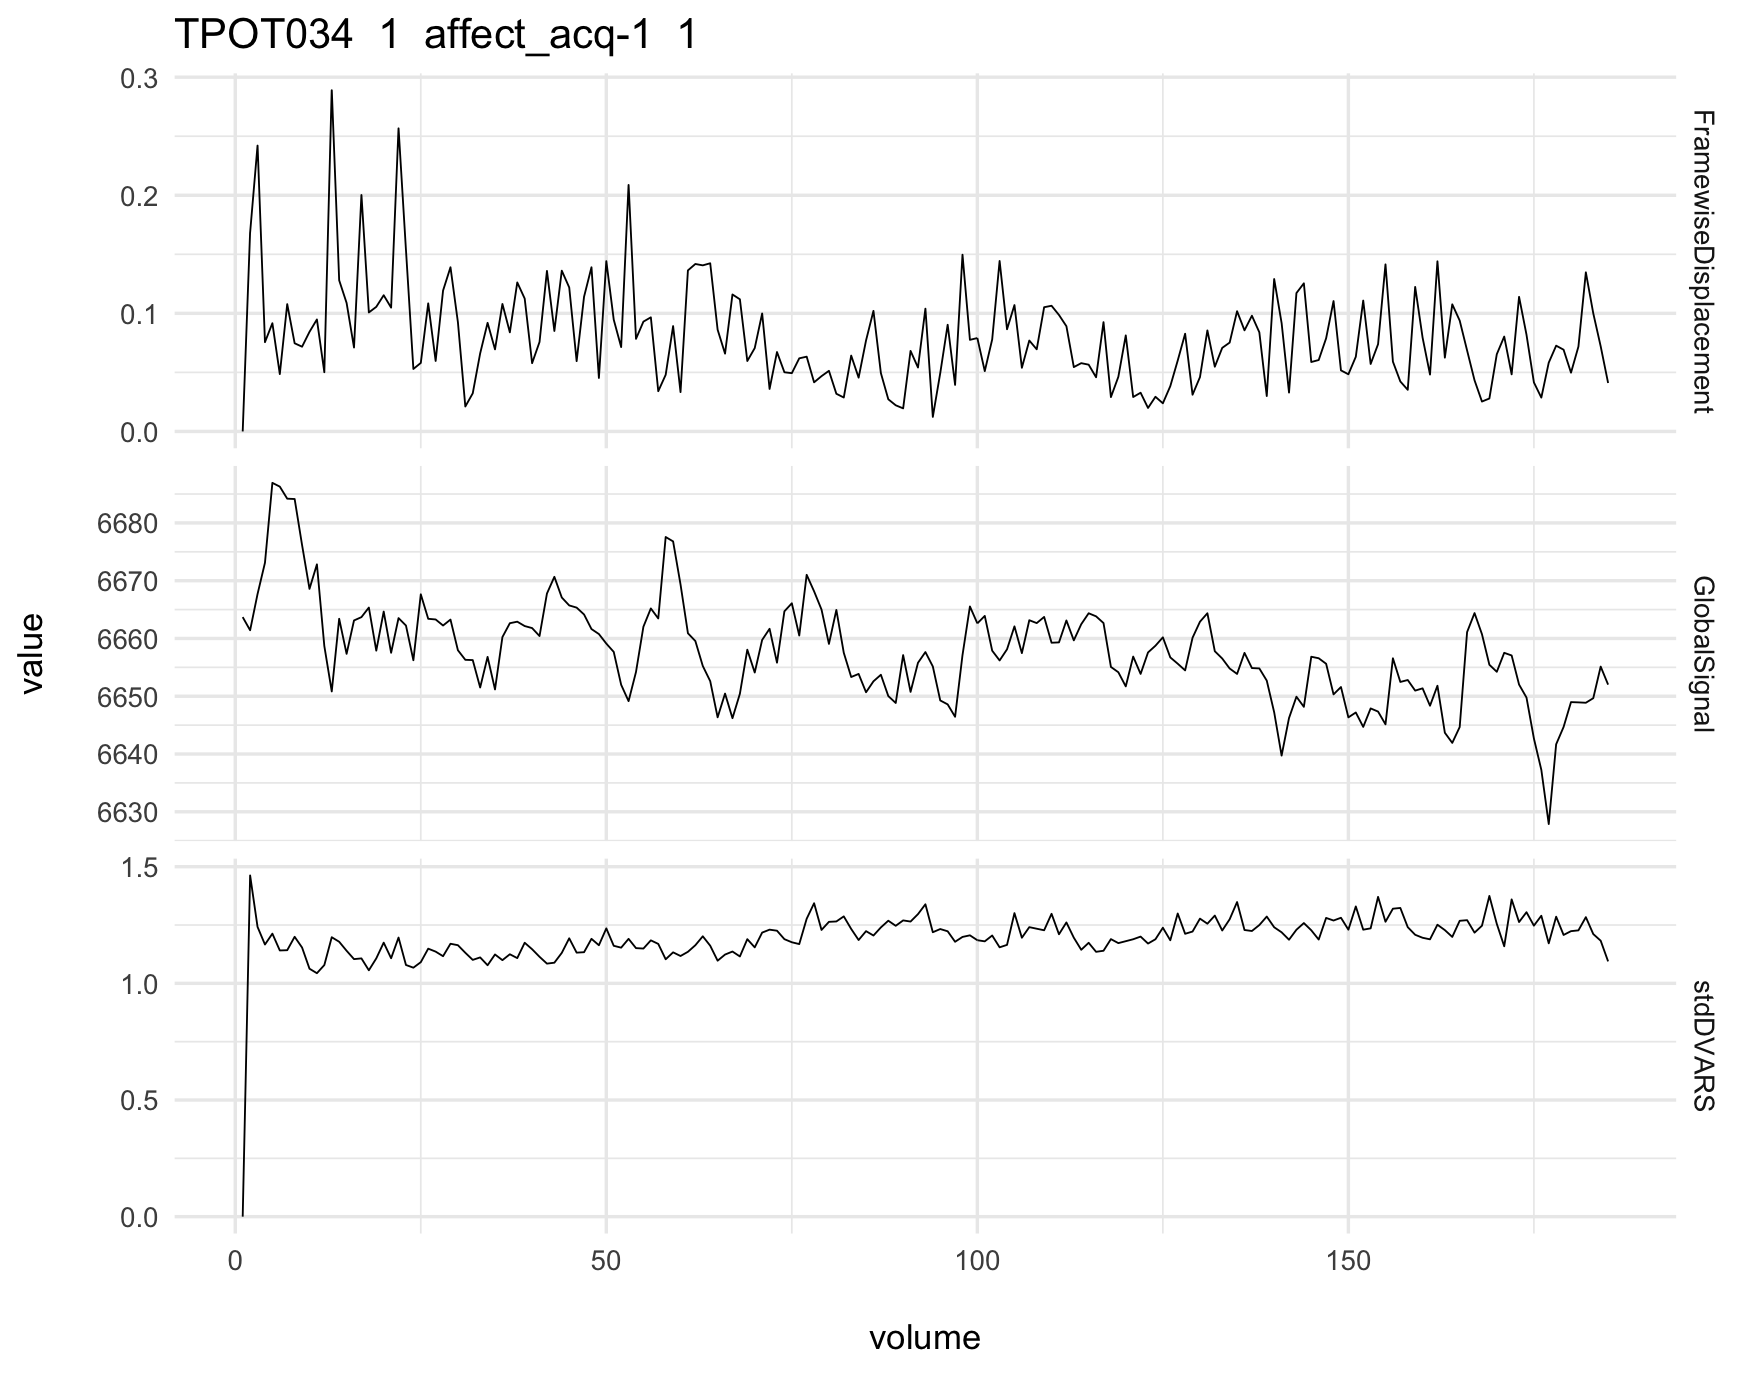 TPOT034 1 affect_acq-1 1
0.3
0.2
0.1
0.0
FramewiseDisplacement
6680
6670
6660
6650
6640
6630
GlobalSignal
1.5
1.0
0.5
0.0
stdDVARS
value
0 50 100 150
volume